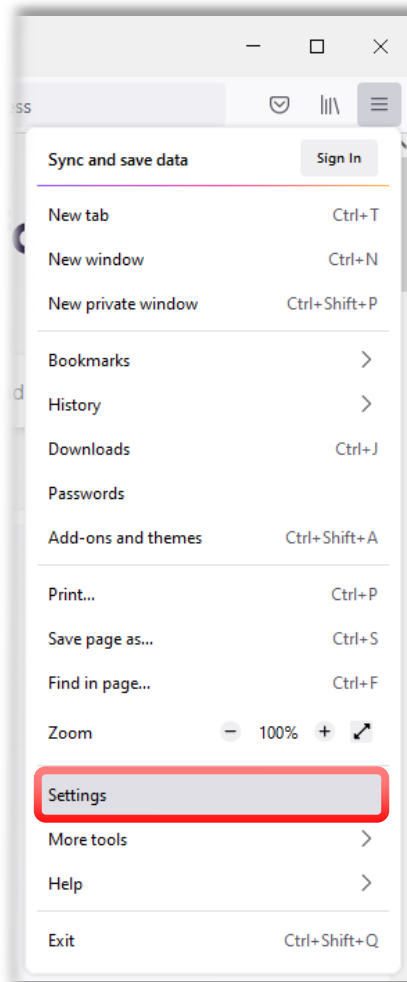 ss
Sync and save data Sign In
New tab Ctrl+T
New window Ctrl+N
New private window Ctrl+Shift+P
Bookmarks
History
Downloads Ctrl+J
Passwords
Add-ons and themes Ctrl+Shift+A
Print... Ctrl+P
Save page as... Ctrl+S
Find in page... Ctrl+F
Zoom − 100% +
Settings
More tools
Help
Exit Ctrl+Shift+Q